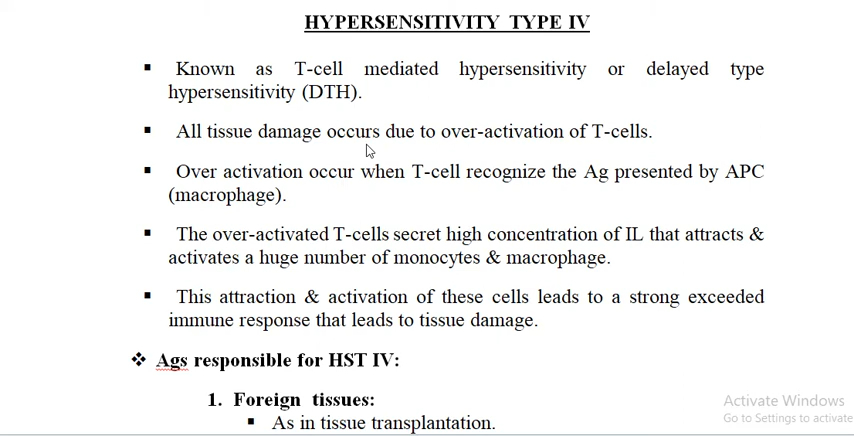 HYPERSENSITIVITY TYPE IV
▪ Known as T-cell mediated hypersensitivity or delayed type
hypersensitivity (DTH).
▪ All tissue damage occurs due to over-activation of T-cells.
▪ Over activation occur when T-cell recognize the Ag presented by APC
(macrophage).
▪ The over-activated T-cells secret high concentration of IL that attracts &
activates a huge number of monocytes & macrophage.
▪ This attraction & activation of these cells leads to a strong exceeded
immune response that leads to tissue damage.
❖ Ags responsible for HST IV:
1. Foreign tissues:
▪ As in tissue transplantation.
Activate Windows
Go to Settings to activate